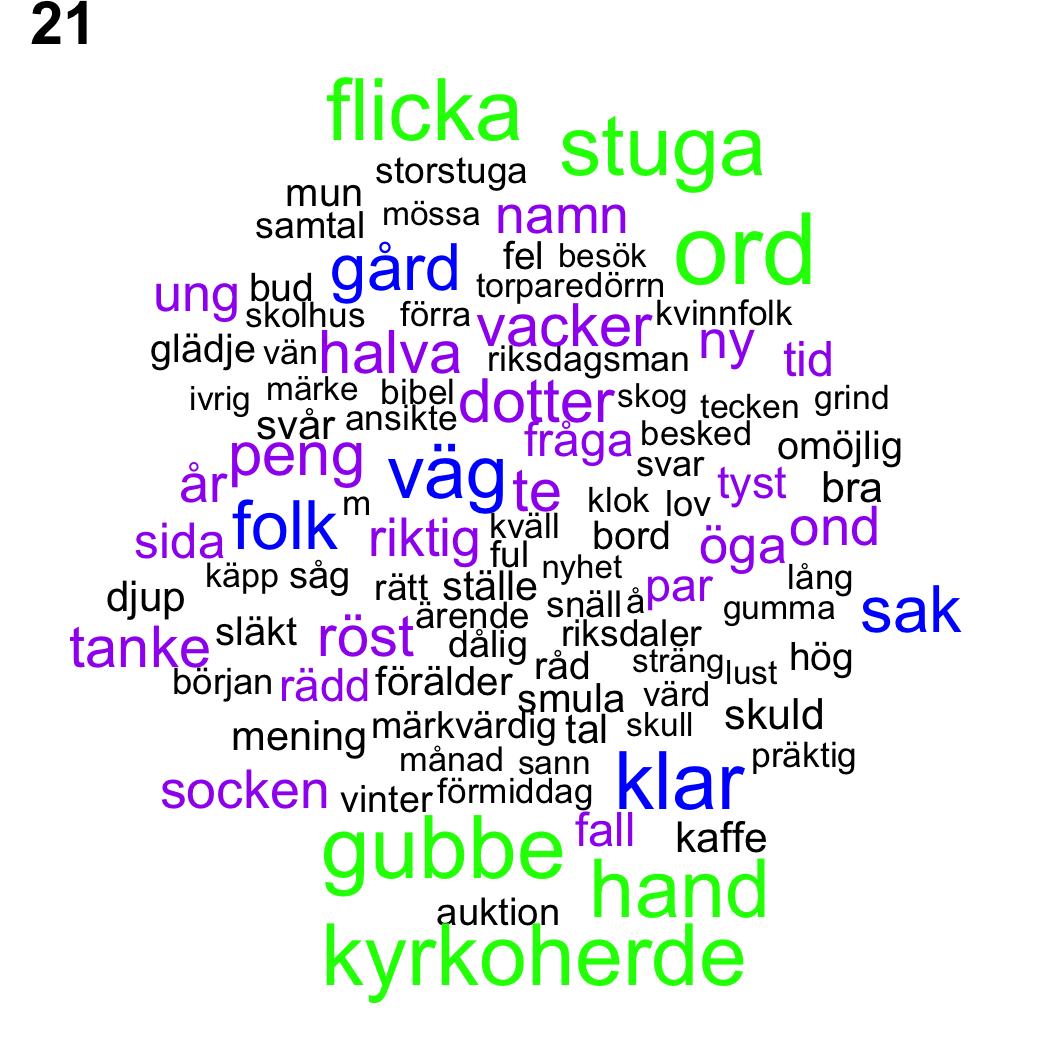 21
flicka
stuga
storstuga
mun
samtal mössa namn
ord
gård fel besök
ung bud torparedörrn
skolhus förra vacker kvinnfolk
glädje vän halva riksdagsman ny tid
ivrig märke bibel dotter skog tecken grind
svår ansikte fråga besked omöjlig
peng väg svar
år te klok lov tyst bra
folk m
sida riktig kväll bord öga ond
ful
käpp såg nyhet lång
djup rätt ställe snäll å par gumma sak
ärende
tanke släkt röst dålig riksdaler
råd sträng lust hög
början rädd förälder smula värd
mening märkvärdig tal skull skuld
månad sann präktig
socken vinter förmiddag klar
gubbe fall kaffe
hand
auktion
kyrkoherde